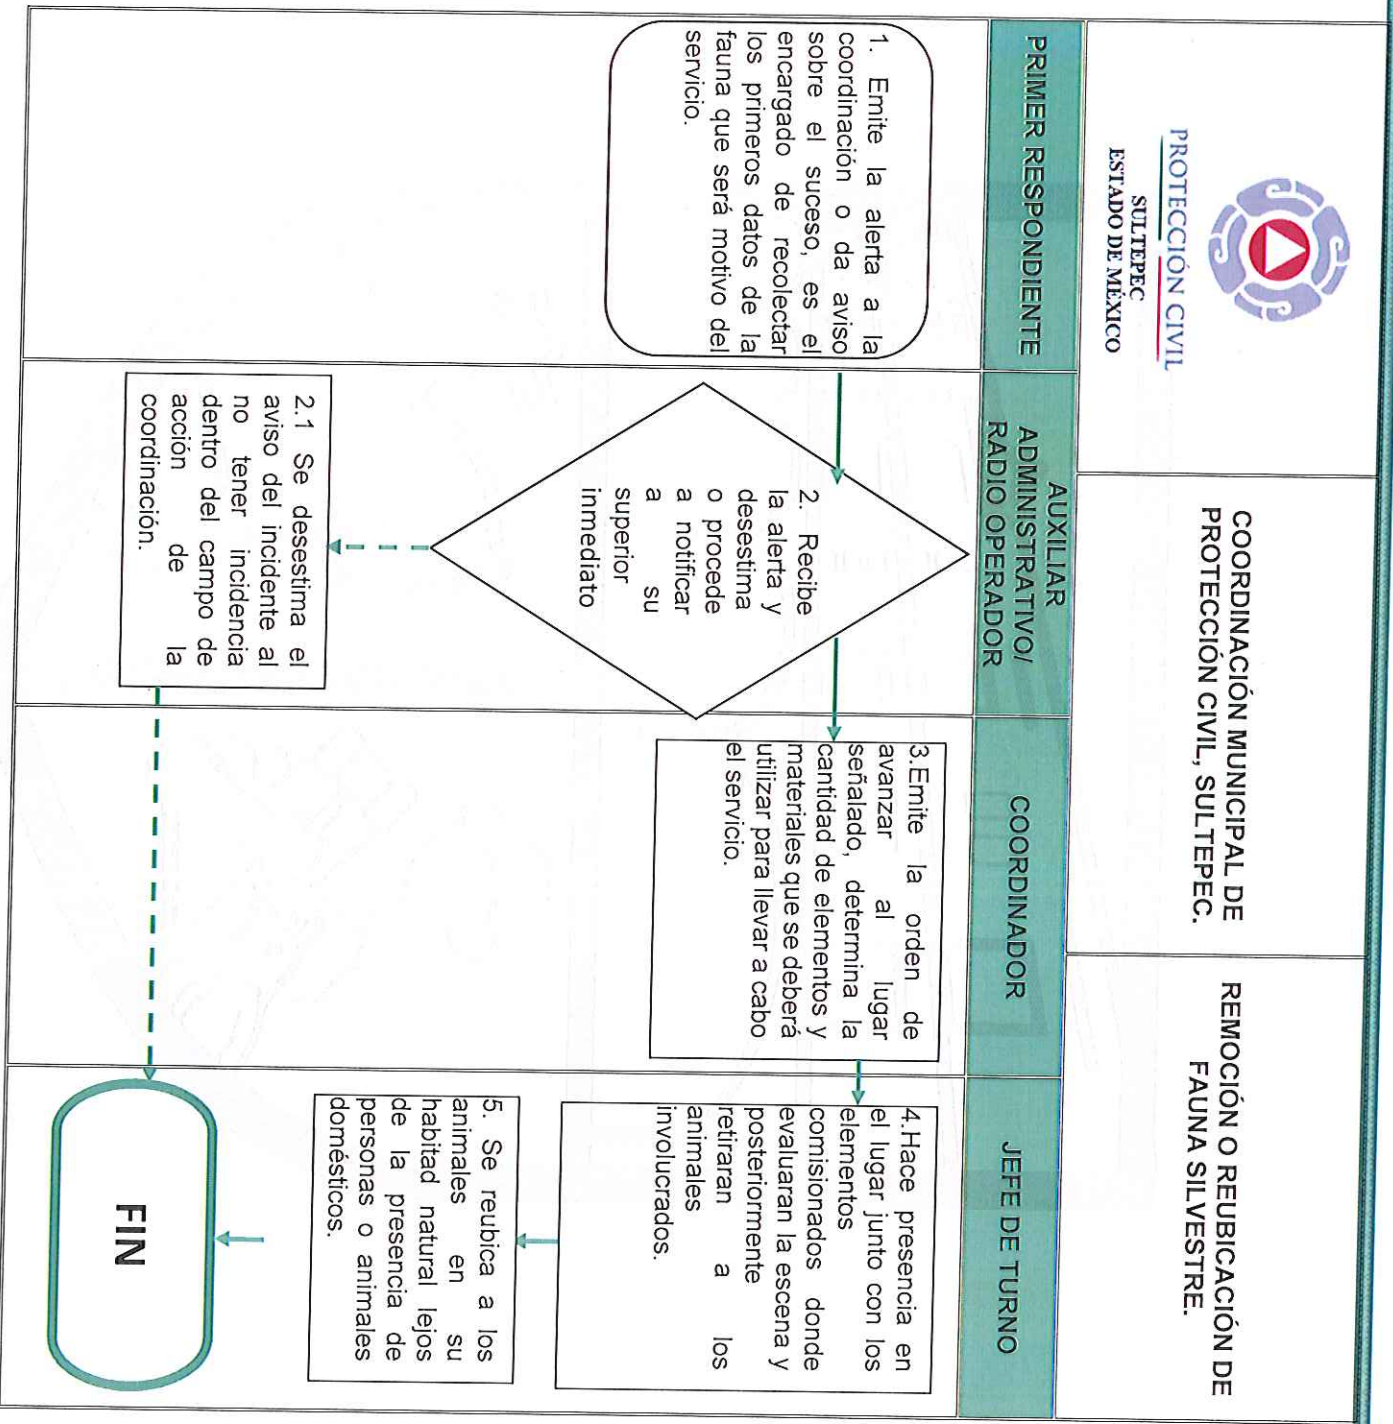 PROTECCIÓN CIVIL
SULTEPEC
ESTADO DE MÉXICO
COORDINACIÓN MUNICIPAL DE
PROTECCIÓN CIVIL, SULTEPEC.
REMOCIÓN O REUBICACIÓN DE
FAUNA SILVESTRE.
PRIMER RESPONDIENTE
AUXILIAR
ADMINISTRATIVO/
RADIO OPERADOR
COORDINADOR
JEFE DE TURNO
1. Emite la alerta a la
coordinación o da aviso
sobre el suceso, es el
encargado de recolectar
los primeros datos de la
fauna que será motivo del
servicio.
2. Recibe
la alerta y
desestima
o procede
a notificar
a su
superior
inmediato
2.1 Se desestima el
aviso del incidente al
no tener incidencia
dentro del campo de
acción de la
coordinación.
3.Emite la orden de
avanzar al lugar
señalado, determina la
cantidad de elementos y
materiales que se deberá
utilizar para llevar a cabo
el servicio.
4.Hace presencia en
el lugar junto con los
elementos
comisionados donde
evaluaran la escena y
posteriormente
retiraran a los
animales
involucrados.
5. Se reubica a los
animales en su
habitad natural lejos
de la presencia de
personas o animales
domésticos.
FIN